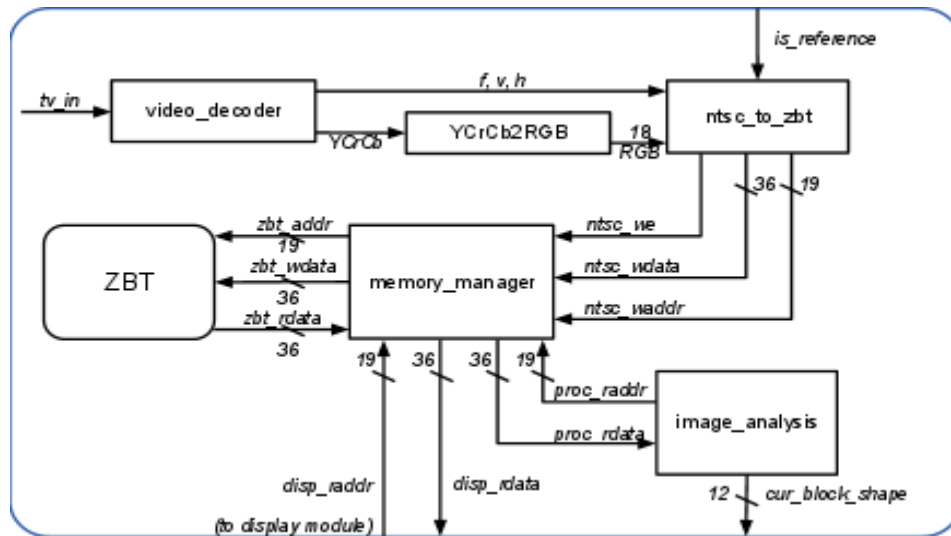 is_reference
f, v, h
tv_in
video_decoder
YCrCb
YCrCb2RGB
18
RGB
ntsc_to_zbt
36
19
zbt_addr
19
ntsc_we
ZBT
zbt_wdata
36
memory_manager
ntsc_wdata
zbt_rdata
36
ntsc_waddr
19
36
36
19
proc_raddr
image_analysis
proc_rdata
disp_raddr
disp_rdata
12
cur_block_shape
(to display module)